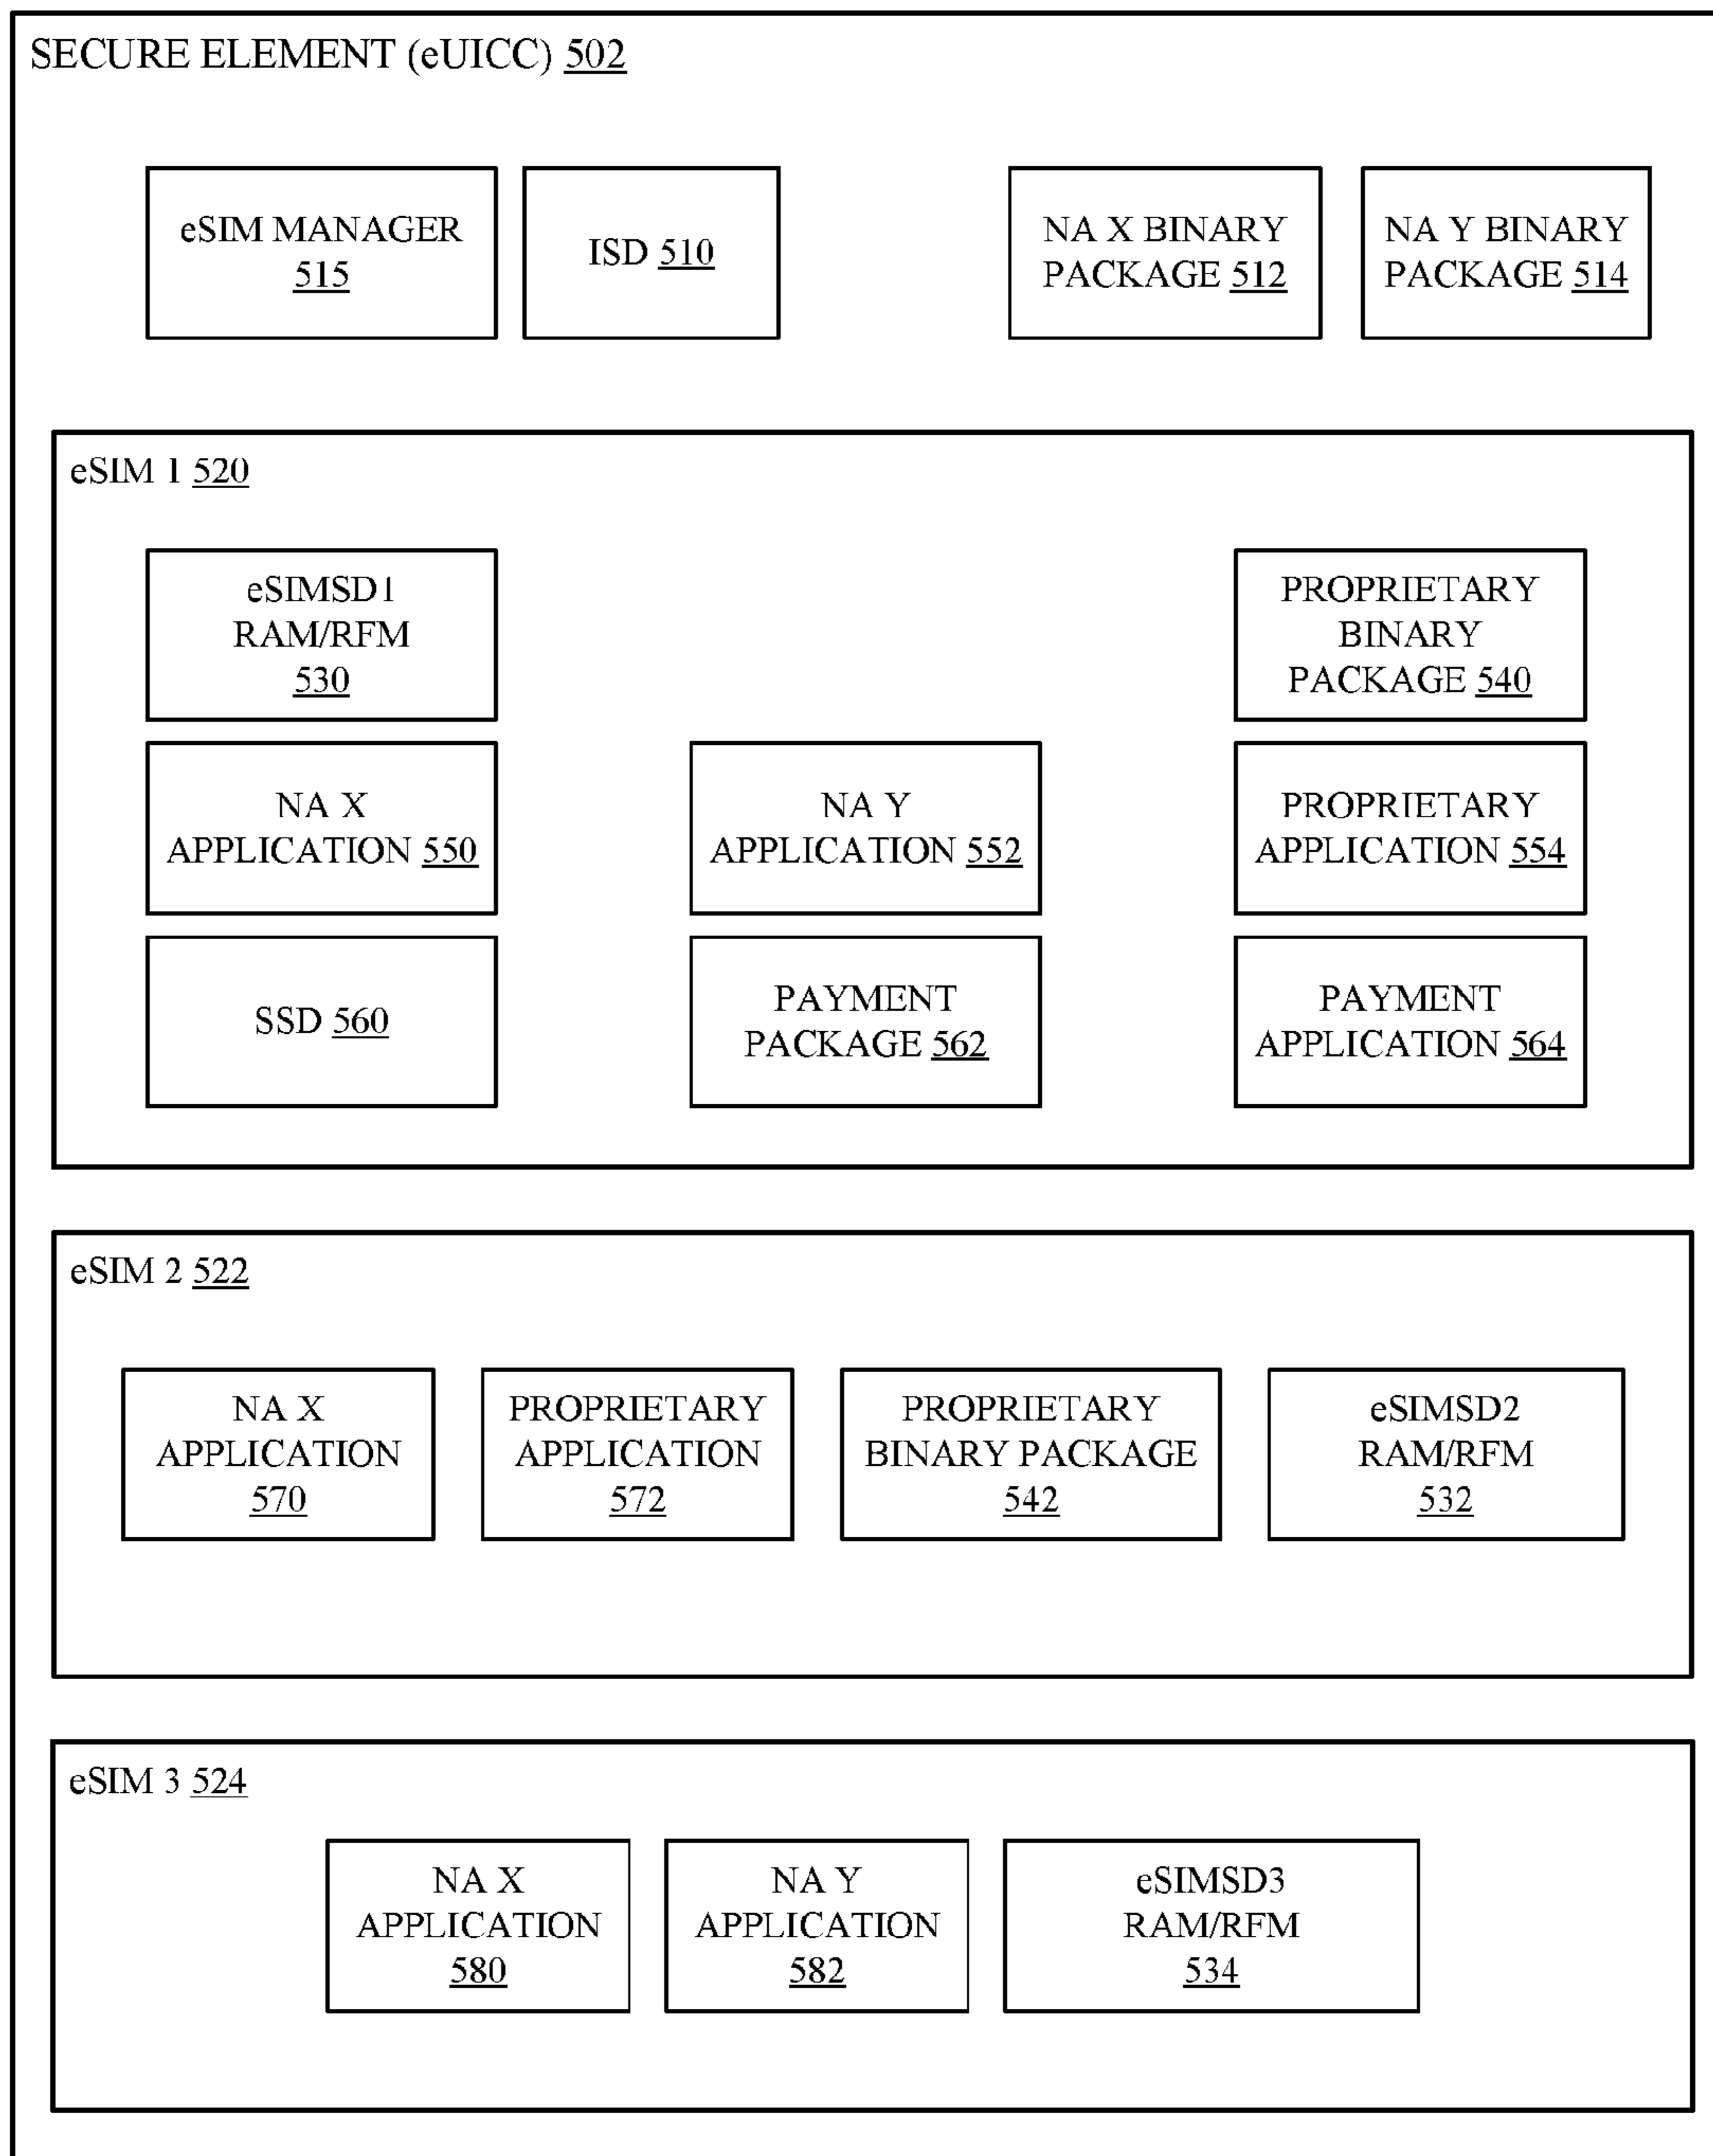 SECURE ELEMENT (eUICC) 502
eSIM MANAGER
515
ISD 510
NA X BINARY
PACKAGE 512
NA Y BINARY
PACKAGE 514
eSIM 1 520
eSIMSD1
RAM/RFM
530
PROPRIETARY
BINARY
PACKAGE 540
NA X
APPLICATION 550
NA Y
APPLICATION 552
PROPRIETARY
APPLICATION 554
SSD 560
PAYMENT
PACKAGE 562
PAYMENT
APPLICATION 564
eSIM 2 522
NA X
APPLICATION
570
PROPRIETARY
APPLICATION
572
PROPRIETARY
BINARY PACKAGE
542
eSIMSD2
RAM/RFM
532
eSIM 3 524
NA X
APPLICATION
580
NA Y
APPLICATION
582
eSIMSD3
RAM/RFM
534